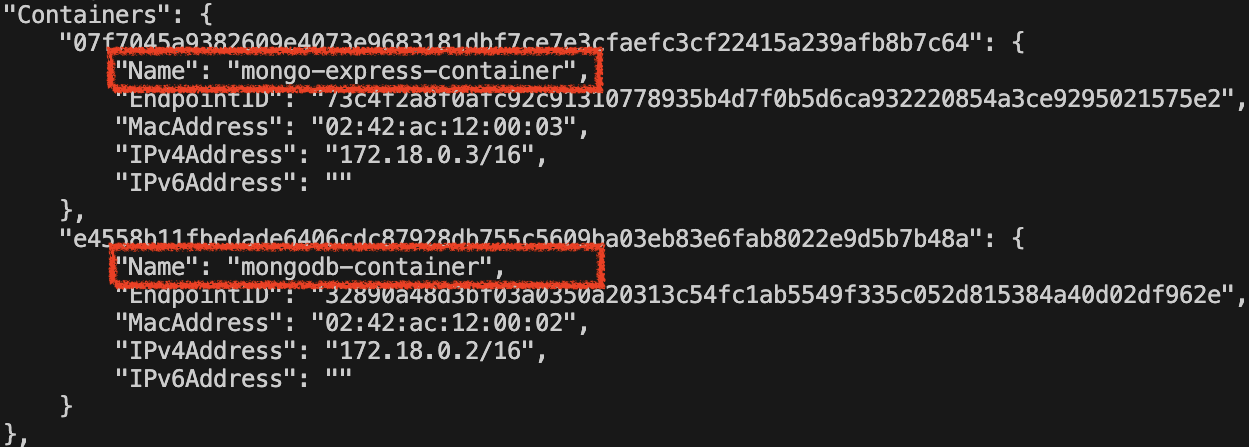 "Containers": {
"07f7045a9382609e4073e9683181dbf7ce7e3cfaefc3cf22415a239afb8b7c64": {
"Name": "mongo-express-container",
"EndpointID": "73c4f2a8f0afc92c91310778935b4d7f0b5d6ca932220854a3ce9295021575e2",
"MacAddress": "02:42:ac:12:00:03",
"IPv4Address": "172.18.0.3/16",
"IPv6Address": ""
},
"e4558b11fbedade6406cdc87928db755c5609ba03eb83e6fab8022e9d5b7b48a": {
"Name": "mongodb-container",
"EndpointID": "32890a48d3bf03a0350a20313c54fc1ab5549f335c052d815384a40d02df962e",
"MacAddress": "02:42:ac:12:00:02",
"IPv4Address": "172.18.0.2/16",
"IPv6Address": ""
}
},